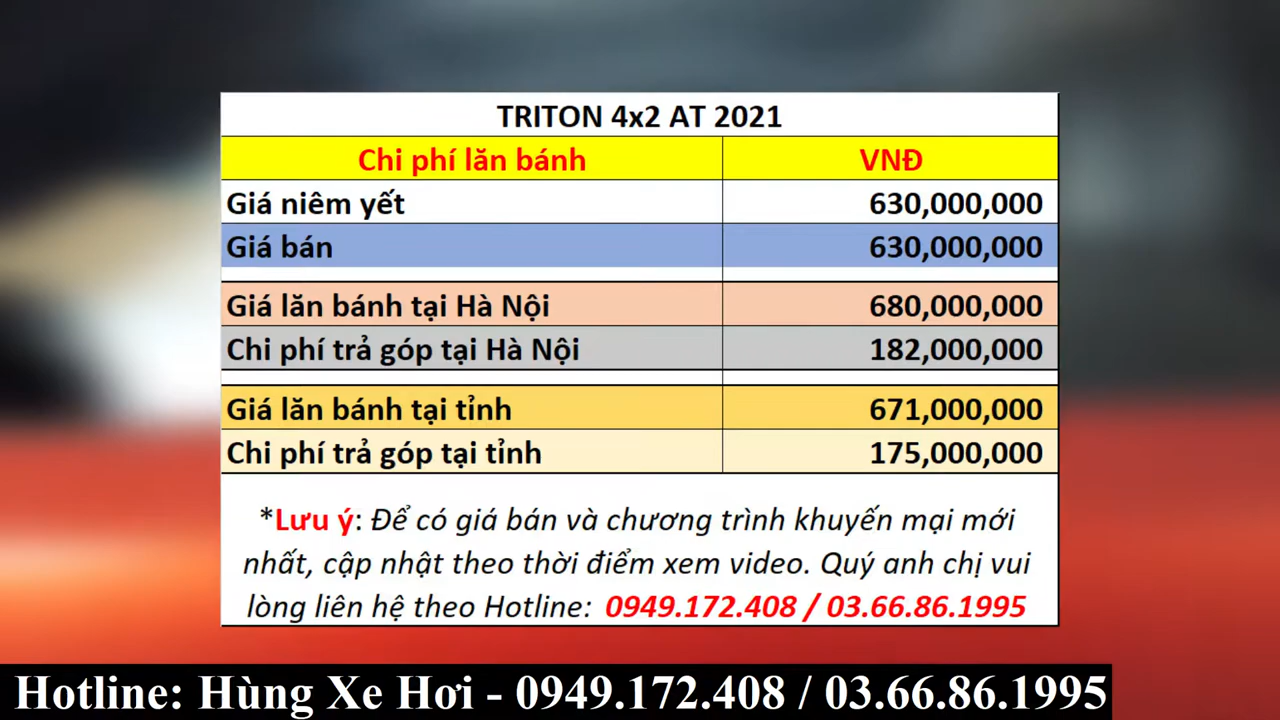 TRITON 4x2 AT 2021
Chi phí lăn bánh VNĐ
Giá niêm yết 630,000,000
Giá bán 630,000,000
Giá lăn bánh tại Hà Nội 680,000,000
Chi phí trả góp tại Hà Nội 182,000,000
Giá lăn bánh tại tỉnh 671,000,000
Chi phí trả góp tại tỉnh 175,000,000
*Lưu ý: Để có giá bán và chương trình khuyến mại mới
nhất, cập nhật theo thời điểm xem video. Quý anh chị vui
lòng liên hệ theo Hotline: 0949.172.408 / 03.66.86.1995
Hotline: Hùng Xe Hơi - 0949.172.408 / 03.66.86.1995